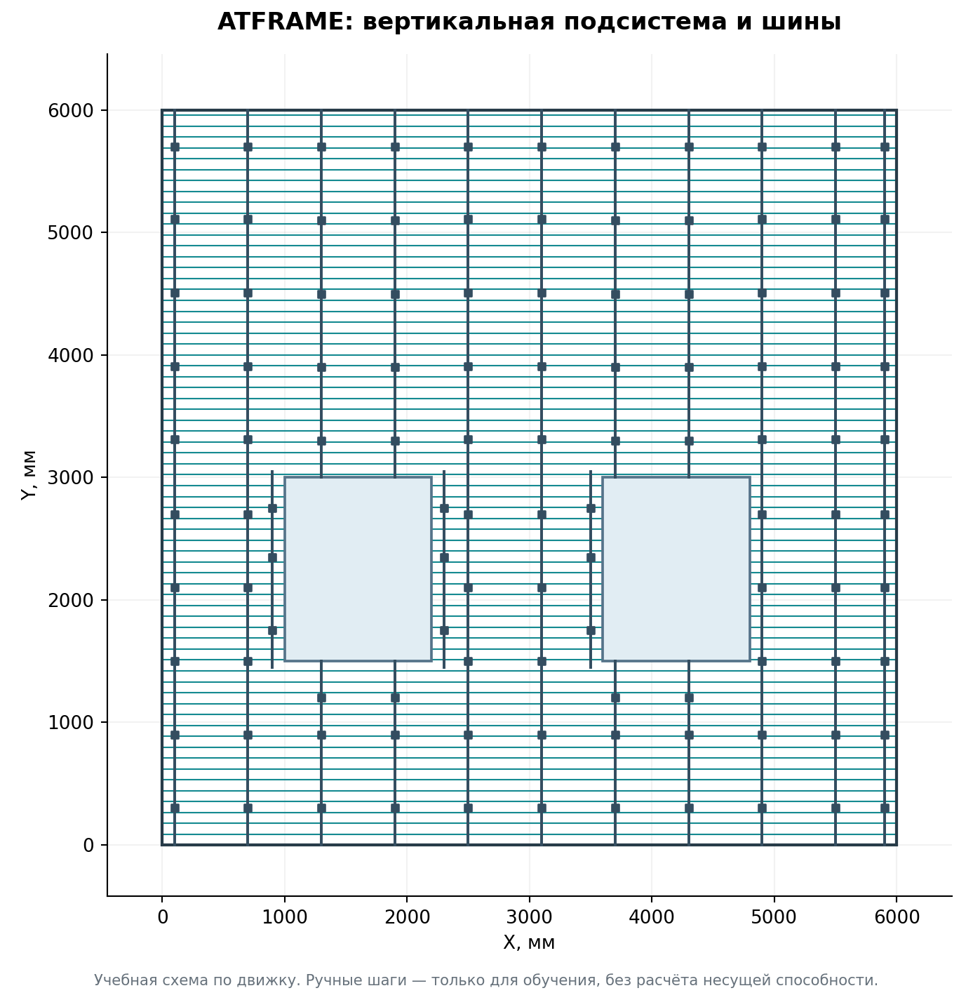 ATFRAME: вертикальная подсистема и шины
6000
5000
4000
3000
2000
1000
0
Y, мм
0 1000 2000 3000 4000 5000 6000
X, мм
Учебная схема по движку. Ручные шаги — только для обучения, без расчёта несущей способности.